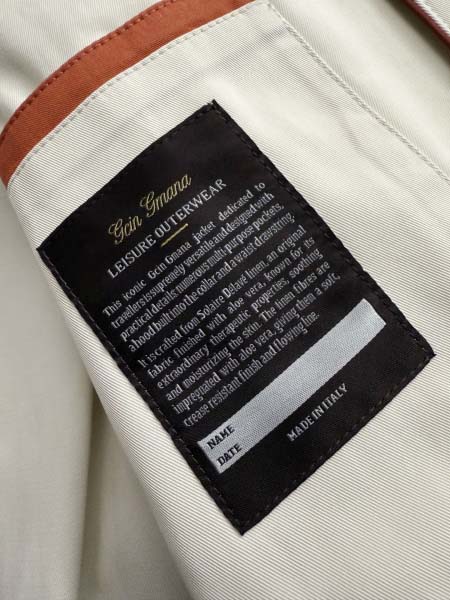 Gcin Gmana
LEISURE OUTERWEAR
This iconic Gcin Gmana jacket dedicated to
travelers is supremely versatile and designed with
practical details: numerous multi-purpose pockets,
a hood built into the collar and a waist drawstring.
It is crafted from Solaire Délavé linen, an original
fabric moisted with aloe vera, known for its
extraordinary therapeutic properties, soothing
and moisturizing the skin. The linen fibres are
impregnated with aloe vera, giving them a soft,
crease resistant finish and flowing line.
NAME
DATE
MADE IN ITALY